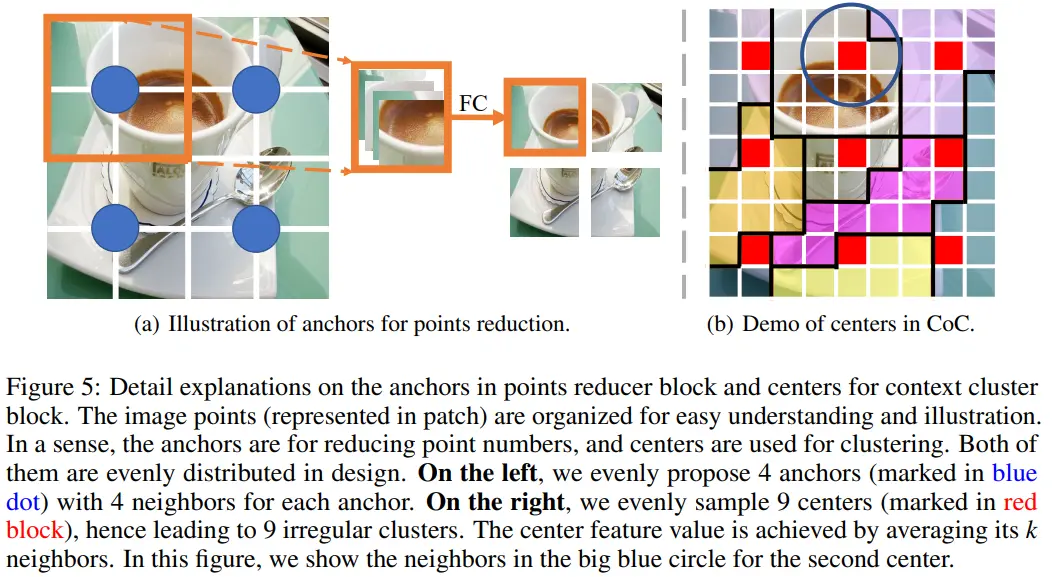 FC
(a) Illustration of anchors for points reduction.
(b) Demo of centers in CoC.
Figure 5: Detail explanations on the anchors in points reducer block and centers for context cluster
block. The image points (represented in patch) are organized for easy understanding and illustration.
In a sense, the anchors are for reducing point numbers, and centers are used for clustering. Both of
them are evenly distributed in design. On the left, we evenly propose 4 anchors (marked in blue
dot) with 4 neighbors for each anchor. On the right, we evenly sample 9 centers (marked in red
block), hence leading to 9 irregular clusters. The center feature value is achieved by averaging its k
neighbors. In this figure, we show the neighbors in the big blue circle for the second center.